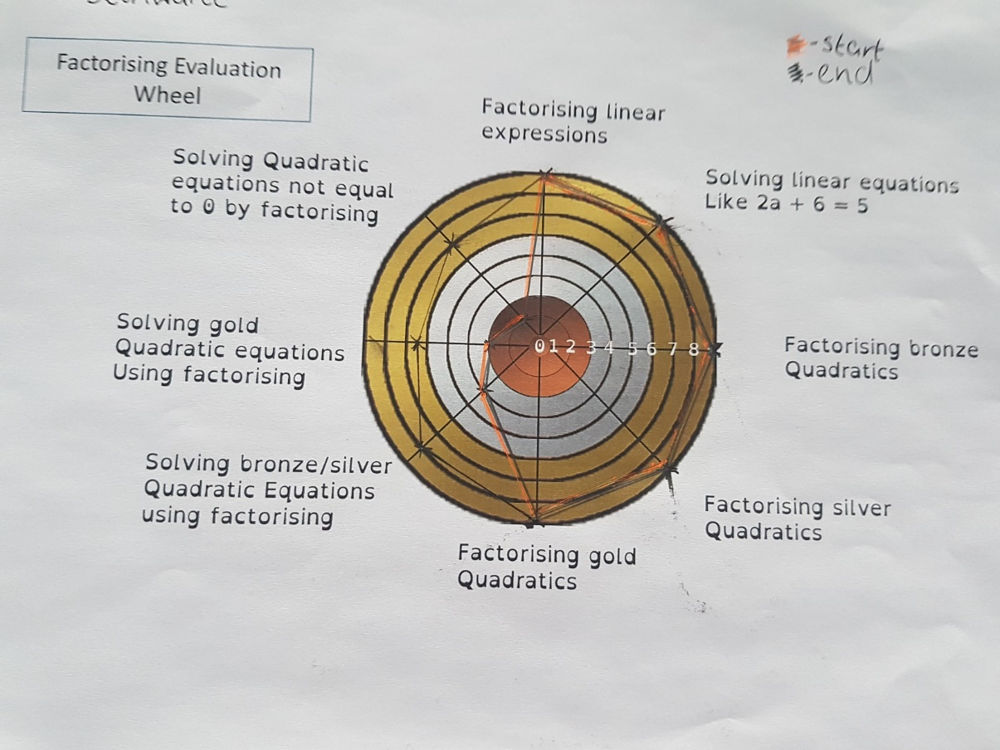 Factorising Evaluation
Wheel
-start
-end
Factorising linear
expressions
Solving Quadratic
equations not equal
to 0 by factorising
Solving linear equations
Like 2a + 6 = 5
Solving gold
Quadratic equations
Using factorising
0 1 2 3 4 5 6 7 8
Factorising bronze
Quadratics
Solving bronze/silver
Quadratic Equations
using factorising
Factorising silver
Quadratics
Factorising gold
Quadratics